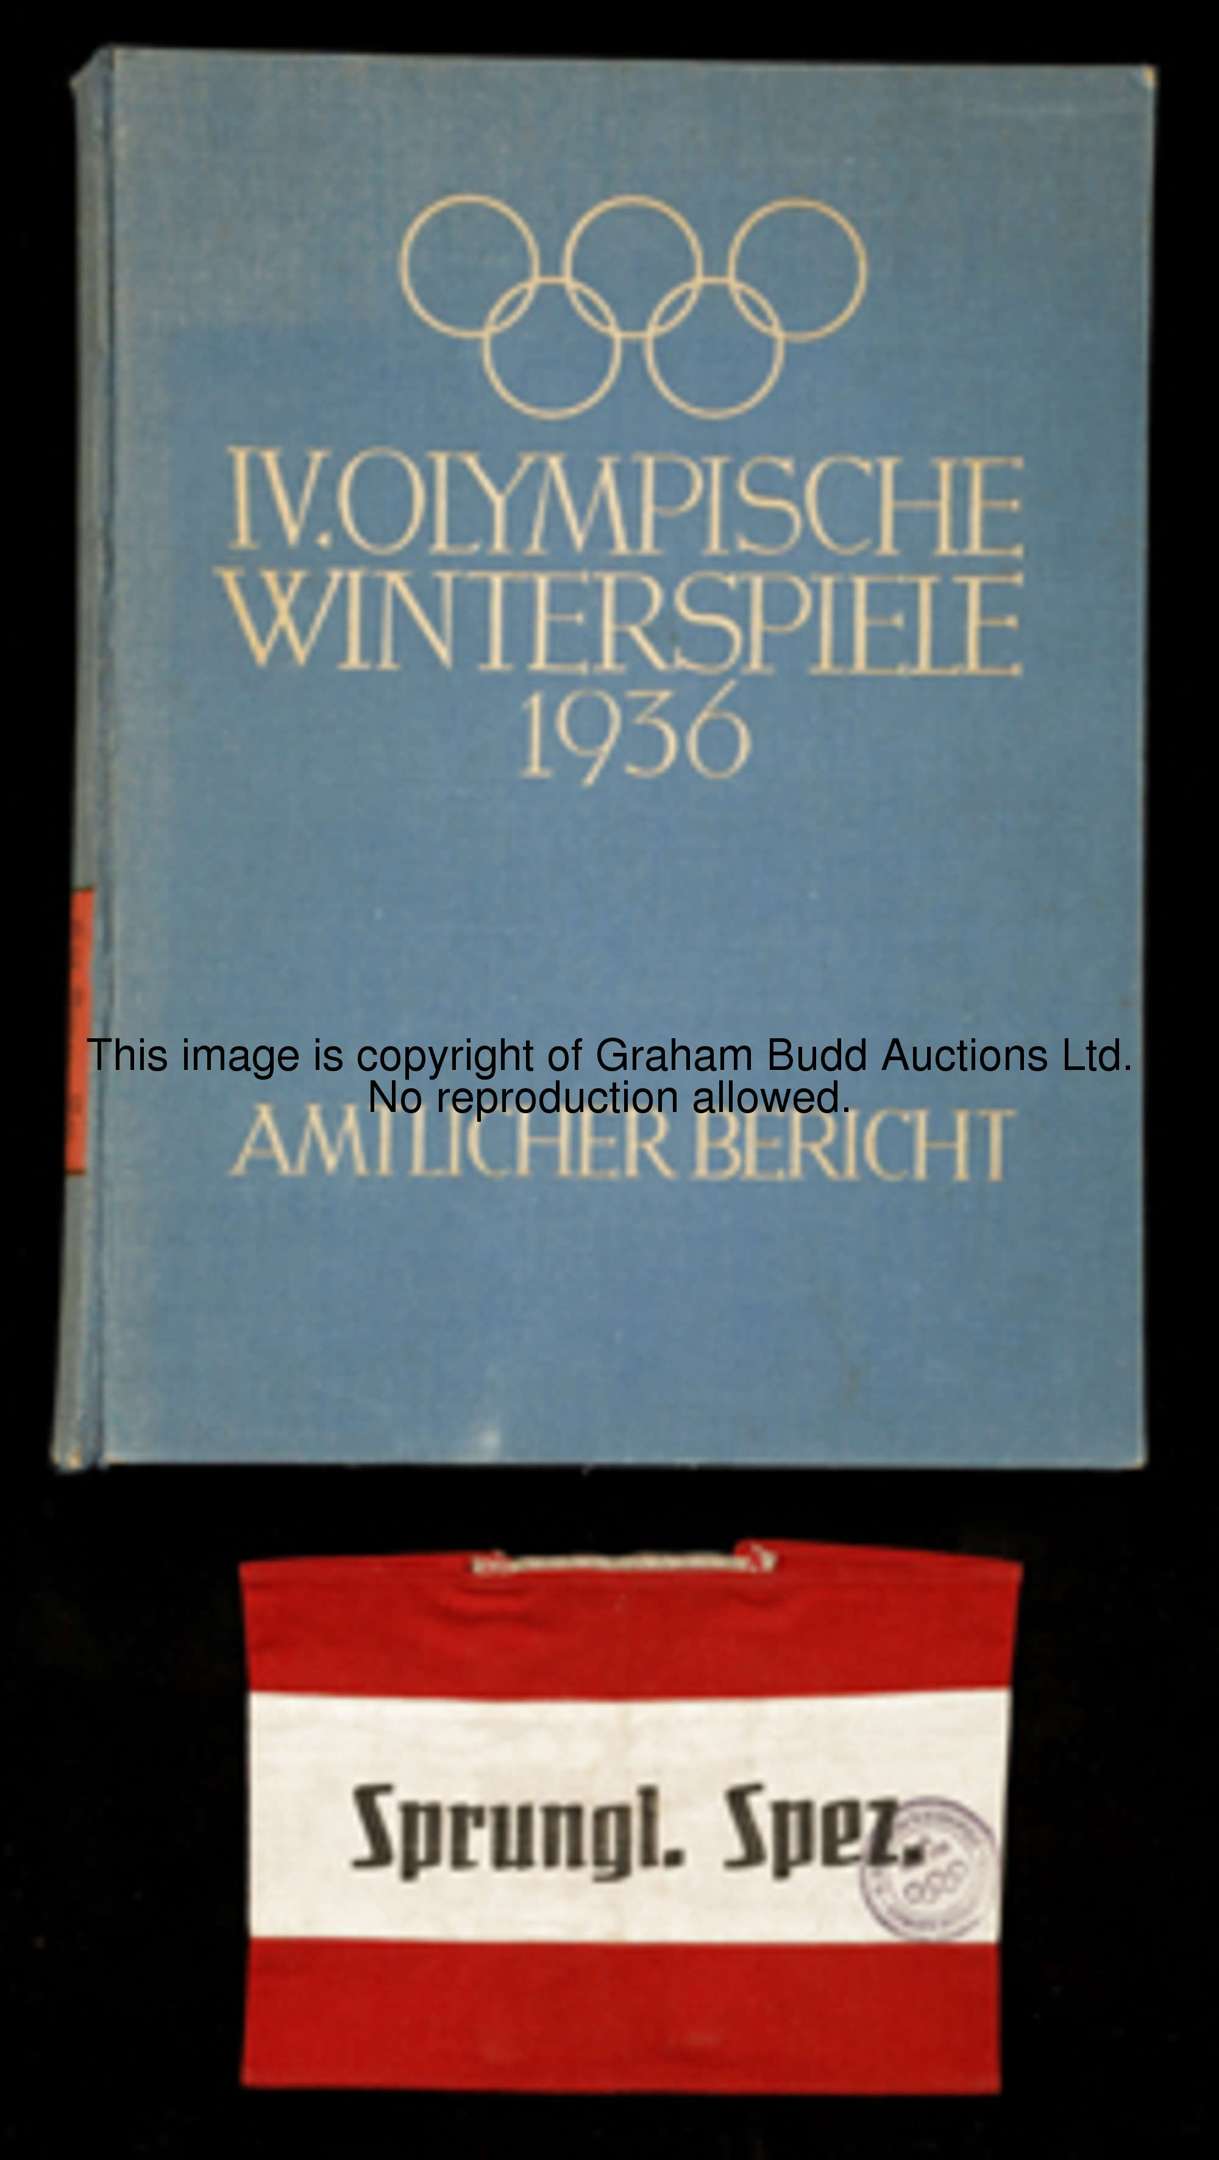 IV. OLYMPISCHE
WINTERSPIELE
1936
This image is copyright of Graham Budd Auctions Ltd.
No reproduction allowed.
AMTLICHER BERICHT
Sprungl. Spez.